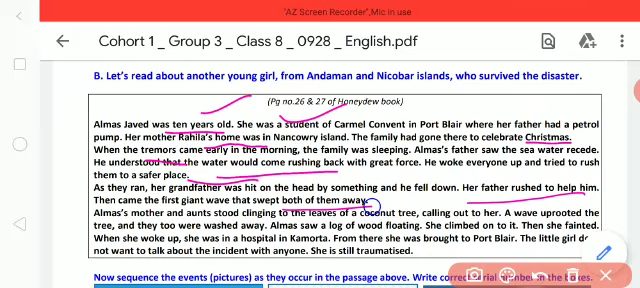 "AZ Screen Recorder",Mic in use
Cohort 1 _ Group 3 _ Class 8 _ 0928 _ English.pdf
B. Let's read about another young girl, from Andaman and Nicobar islands, who survived the disaster.
(Pg no.26 & 27 of Honeydew book)
Almas Javed was ten years old. She was a student of Carmel Convent in Port Blair where her father had a petrol
pump. Her mother Rahila's home was in Nancowry island. The family had gone there to celebrate Christmas.
When the tremors came early in the morning, the family was sleeping. Almas's father saw the sea water recede.
He understood that the water would come rushing back with great force. He woke everyone up and tried to rush
them to a safer place.
As they ran, her grandfather was hit on the head by something and he fell down. Her father rushed to help him.
Then came the first giant wave that swept both of them away.
Almas's mother and aunts stood clinging to the leaves of a coconut tree, calling out to her. A wave uprooted the
tree, and they too were washed away. Almas saw a log of wood floating. She climbed on to it. Then she fainted.
When she woke up, she was in a hospital in Kamorta. From there she was brought to Port Blair. The little girl
not want to talk about the incident with anyone. She is still traumatised.
Now sequence the events (pictures) as they occur in the passage above. Write correct serial number in the boxes.